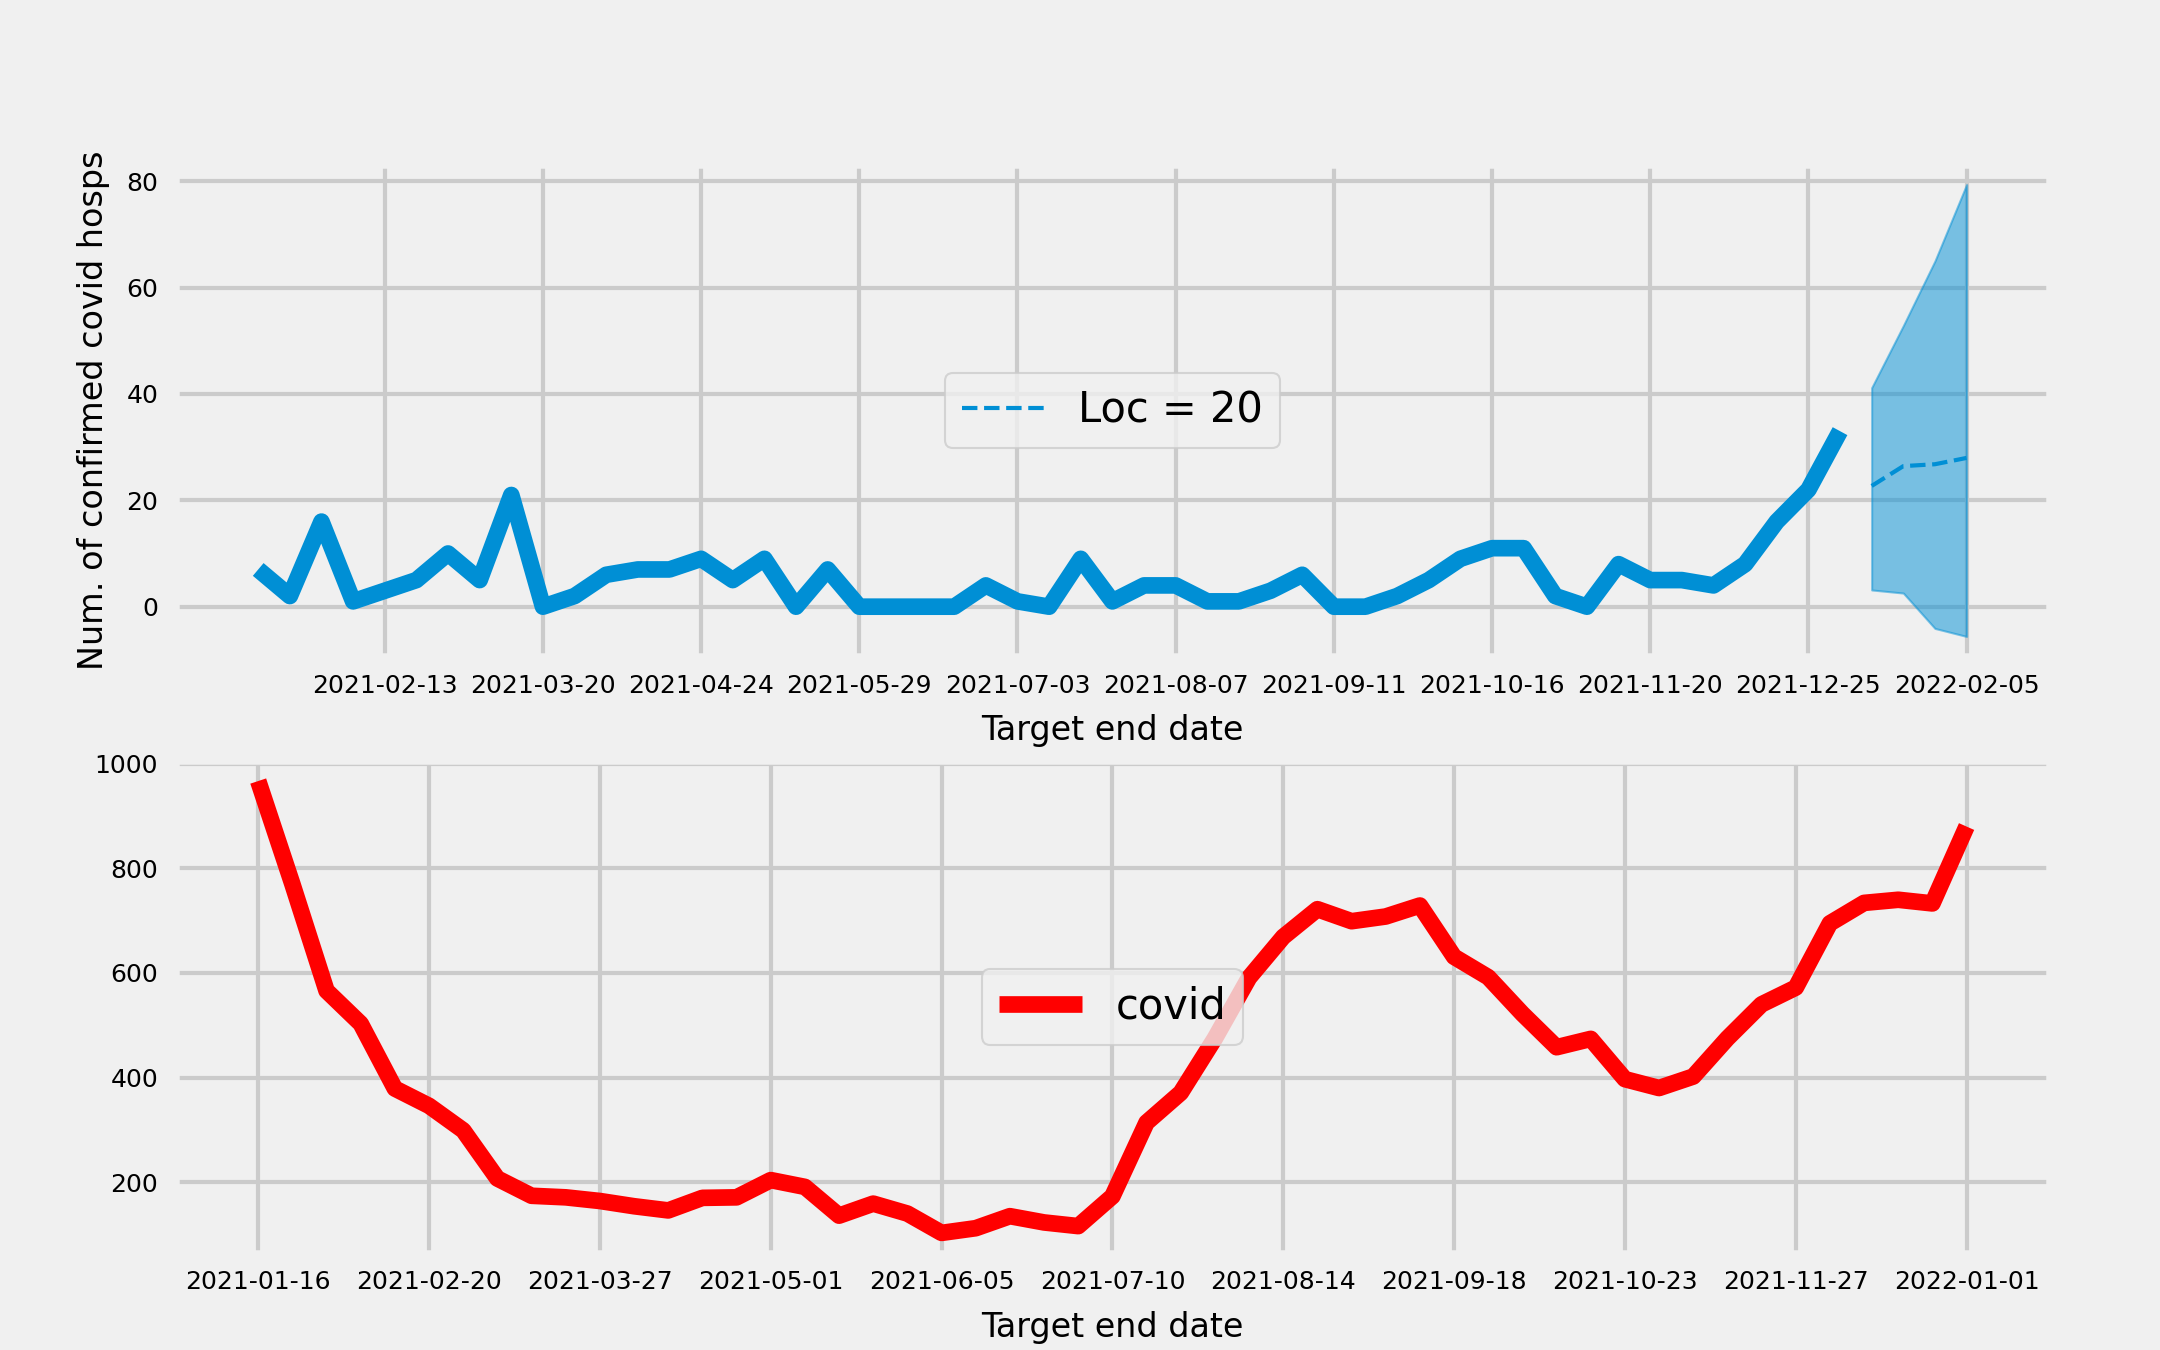 Num. of confirmed covid hosps
80
60
40
20
0
Loc = 20
2021-02-13 2021-03-20 2021-04-24 2021-05-29 2021-07-03 2021-08-07 2021-09-11 2021-10-16 2021-11-20 2021-12-25 2022-02-05
Target end date
1000
800
600
400
200
covid
2021-01-16 2021-02-20 2021-03-27 2021-05-01 2021-06-05 2021-07-10 2021-08-14 2021-09-18 2021-10-23 2021-11-27 2022-01-01
Target end date